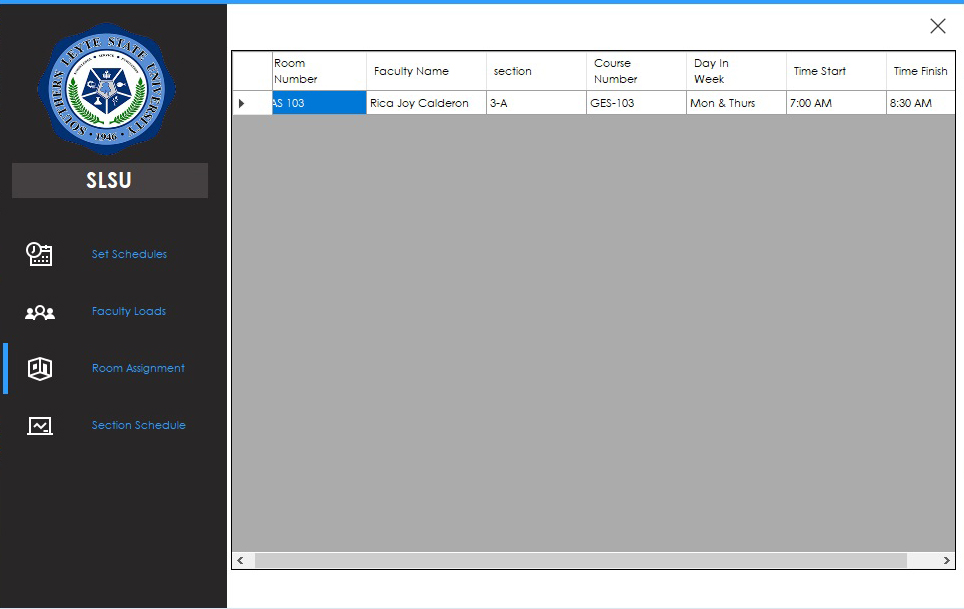 SOUTHERN LEYTE STATE UNIVERSITY
• 1946 •
SLSU
Set Schedules
Faculty Loads
Room Assignment
Section Schedule
Room Number
Faculty Name
section
Course Number
Day In Week
Time Start
Time Finish
AS 103
Rica Joy Calderon
3-A
GES-103
Mon & Thurs
7:00 AM
8:30 AM